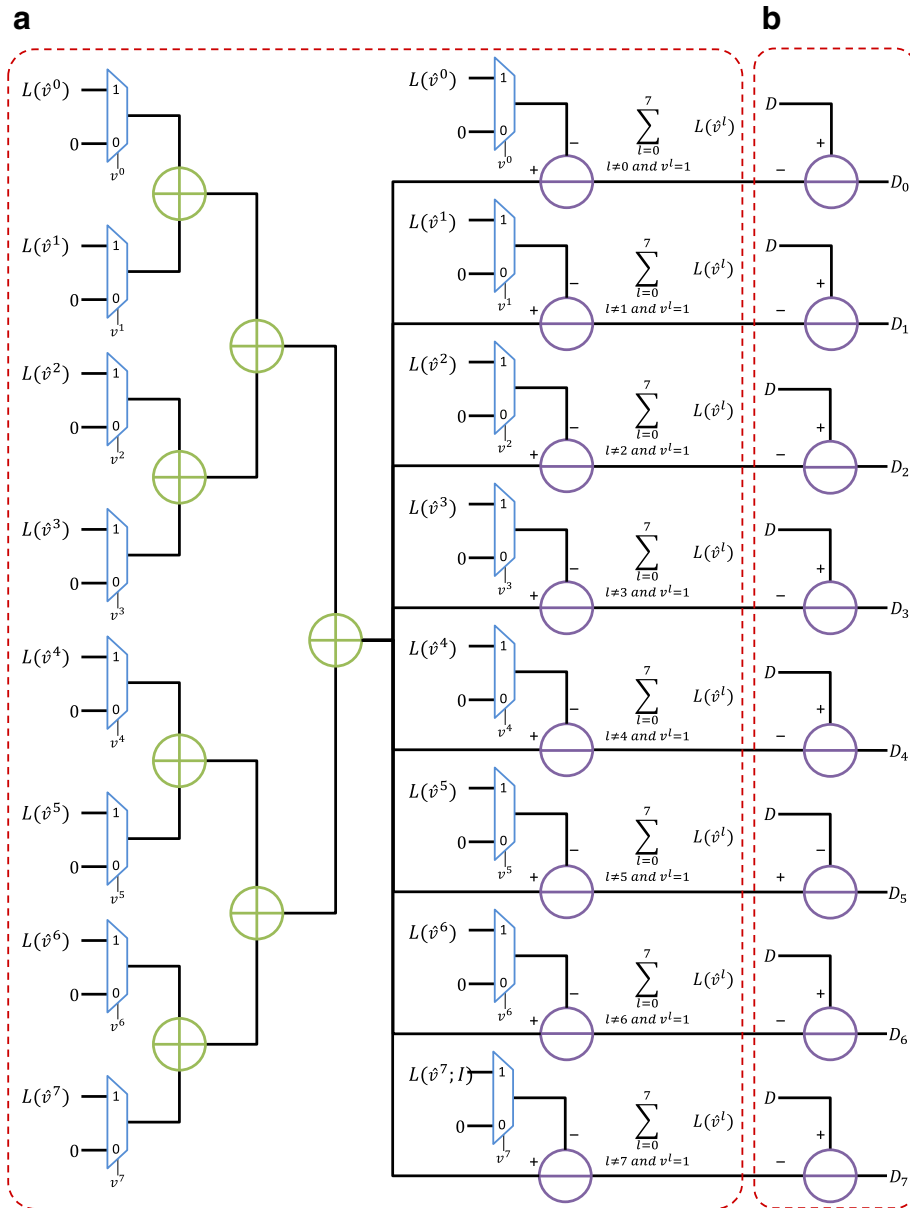 a
b
L(v̂⁰)
1
0
0
v⁰
L(v̂¹)
1
0
0
v¹
L(v̂²)
1
0
0
v²
L(v̂³)
1
0
0
v³
L(v̂⁴)
1
0
0
v⁴
L(v̂⁵)
1
0
0
v⁵
L(v̂⁶)
1
0
0
v⁶
L(v̂⁷)
1
0
0
v⁷
L(v̂⁰)
1
0
0
v⁰
−
+
7
∑ L(v̂ˡ)
l=0
l≠0 and vˡ=1
D
+
−
D₀
L(v̂¹)
1
0
0
v¹
−
+
7
∑ L(v̂ˡ)
l=0
l≠1 and vˡ=1
D
+
−
D₁
L(v̂²)
1
0
0
v²
−
+
7
∑ L(v̂ˡ)
l=0
l≠2 and vˡ=1
D
+
−
D₂
L(v̂³)
1
0
0
v³
−
+
7
∑ L(v̂ˡ)
l=0
l≠3 and vˡ=1
D
+
−
D₃
L(v̂⁴)
1
0
0
v⁴
−
+
7
∑ L(v̂ˡ)
l=0
l≠4 and vˡ=1
D
+
−
D₄
L(v̂⁵)
1
0
0
v⁵
−
+
7
∑ L(v̂ˡ)
l=0
l≠5 and vˡ=1
D
−
+
D₅
L(v̂⁶)
1
0
0
v⁶
−
+
7
∑ L(v̂ˡ)
l=0
l≠6 and vˡ=1
D
+
−
D₆
L(v̂⁷; I)
1
0
0
v⁷
−
+
7
∑ L(v̂ˡ)
l=0
l≠7 and vˡ=1
D
+
−
D₇